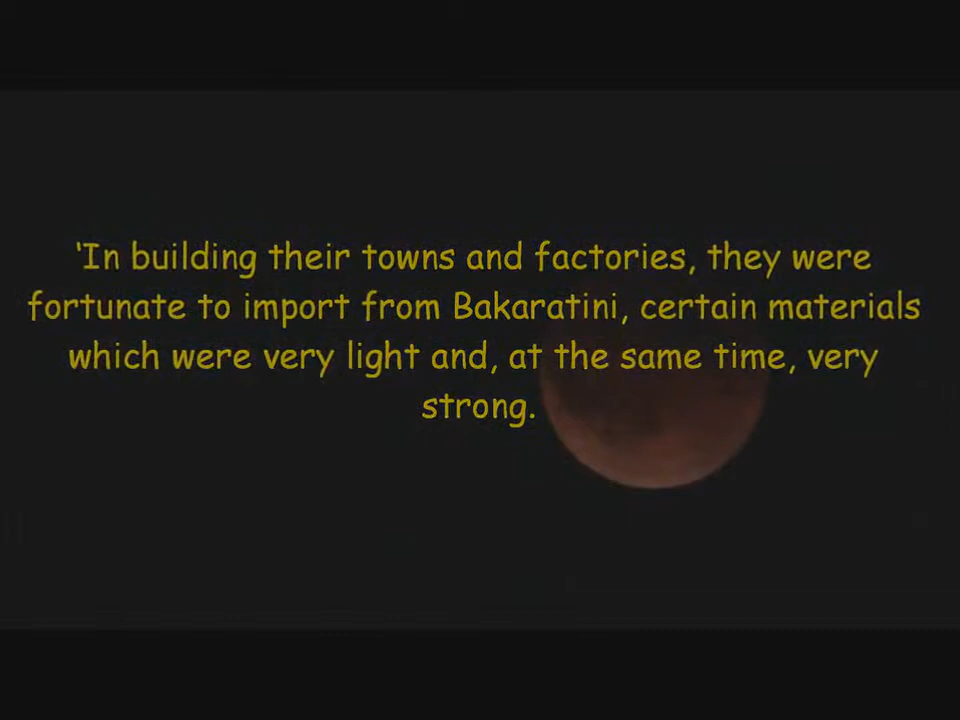 ‘In building their towns and factories, they were
fortunate to import from Bakaratini, certain materials
which were very light and, at the same time, very
strong.